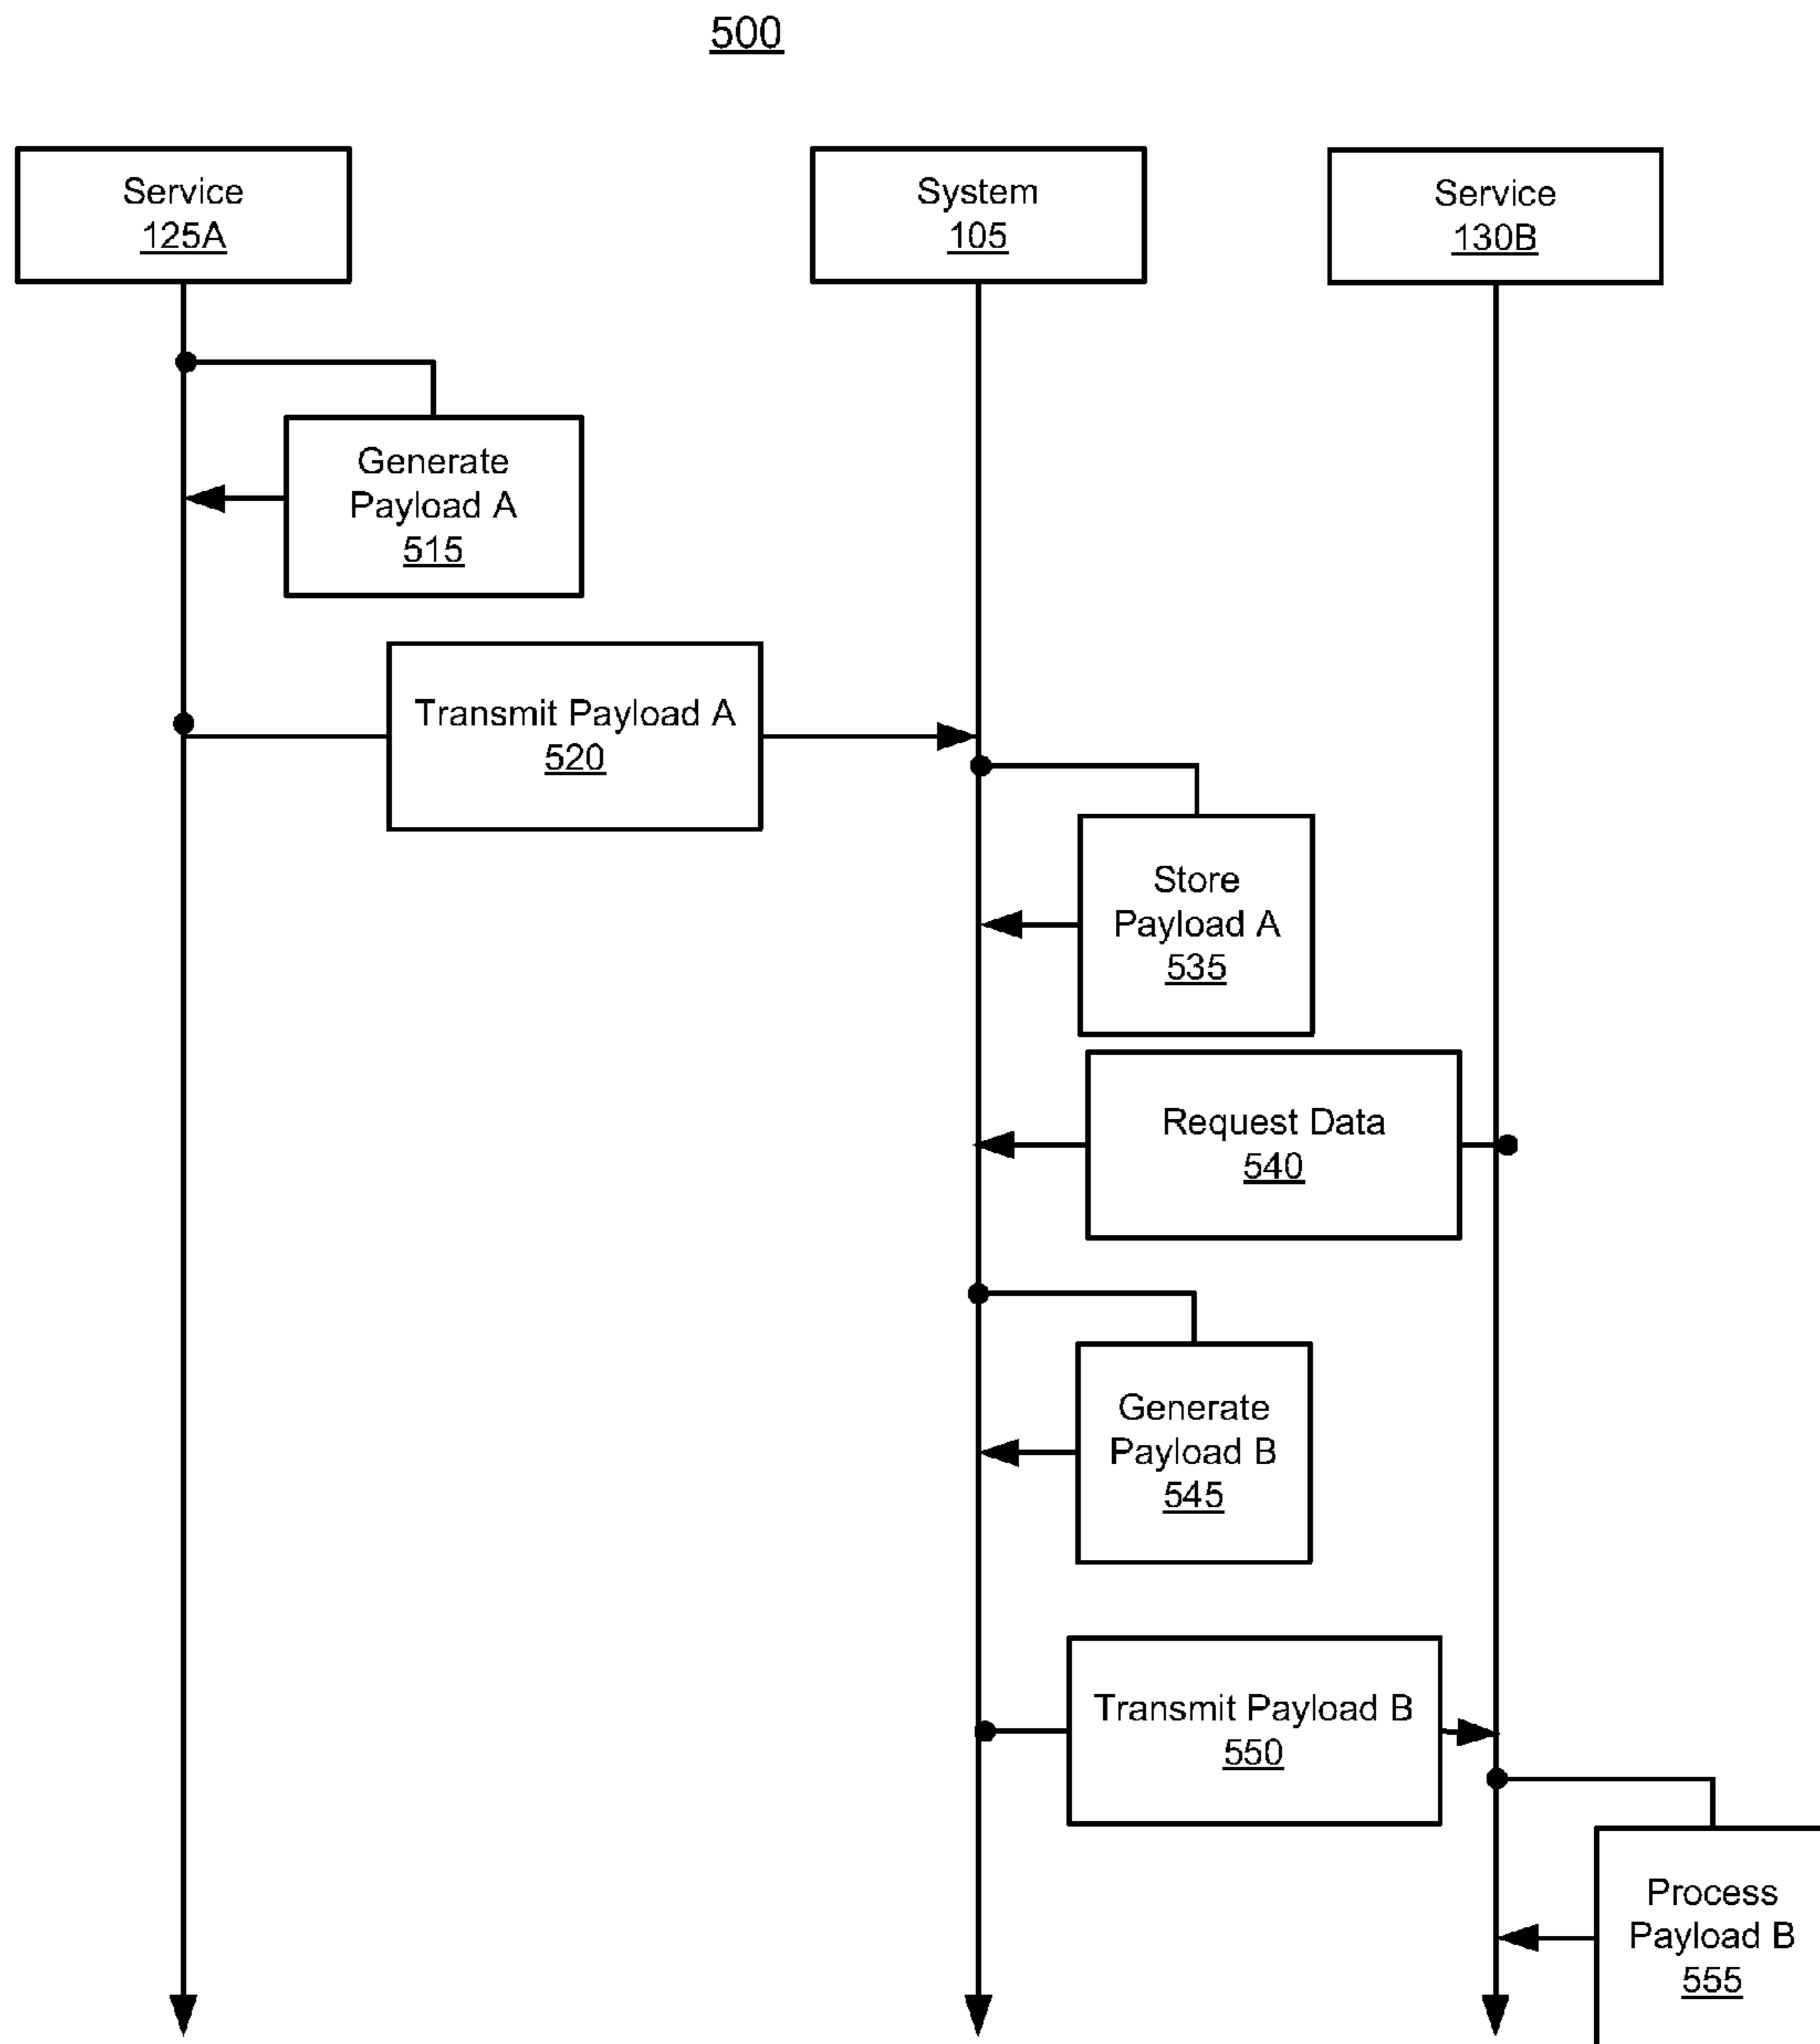 500
Service
125A
System
105
Service
130B
Generate
Payload A
515
Transmit Payload A
520
Store
Payload A
535
Request Data
540
Generate
Payload B
545
Transmit Payload B
550
Process
Payload B
555